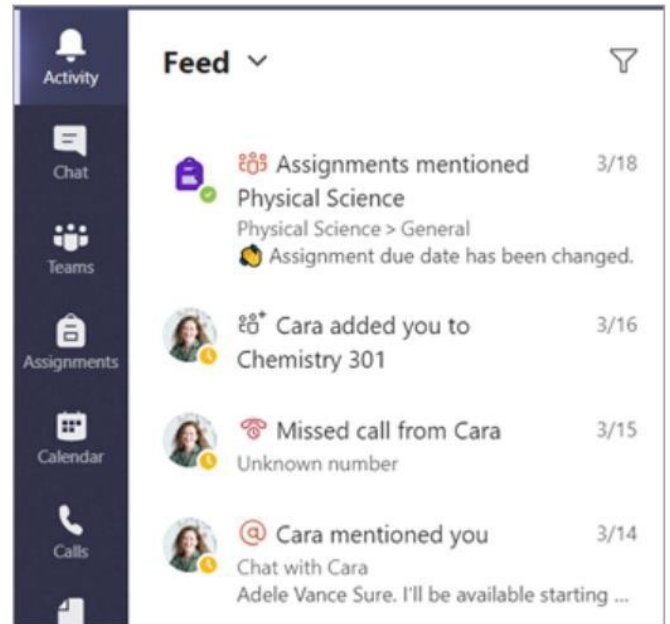 Activity
Chat
Teams
Assignments
Calendar
Calls
Feed
Assignments mentioned 3/18
Physical Science
Physical Science > General
Assignment due date has been changed.
Cara added you to 3/16
Chemistry 301
Missed call from Cara 3/15
Unknown number
Cara mentioned you 3/14
Chat with Cara
Adele Vance Sure. I'll be available starting ...